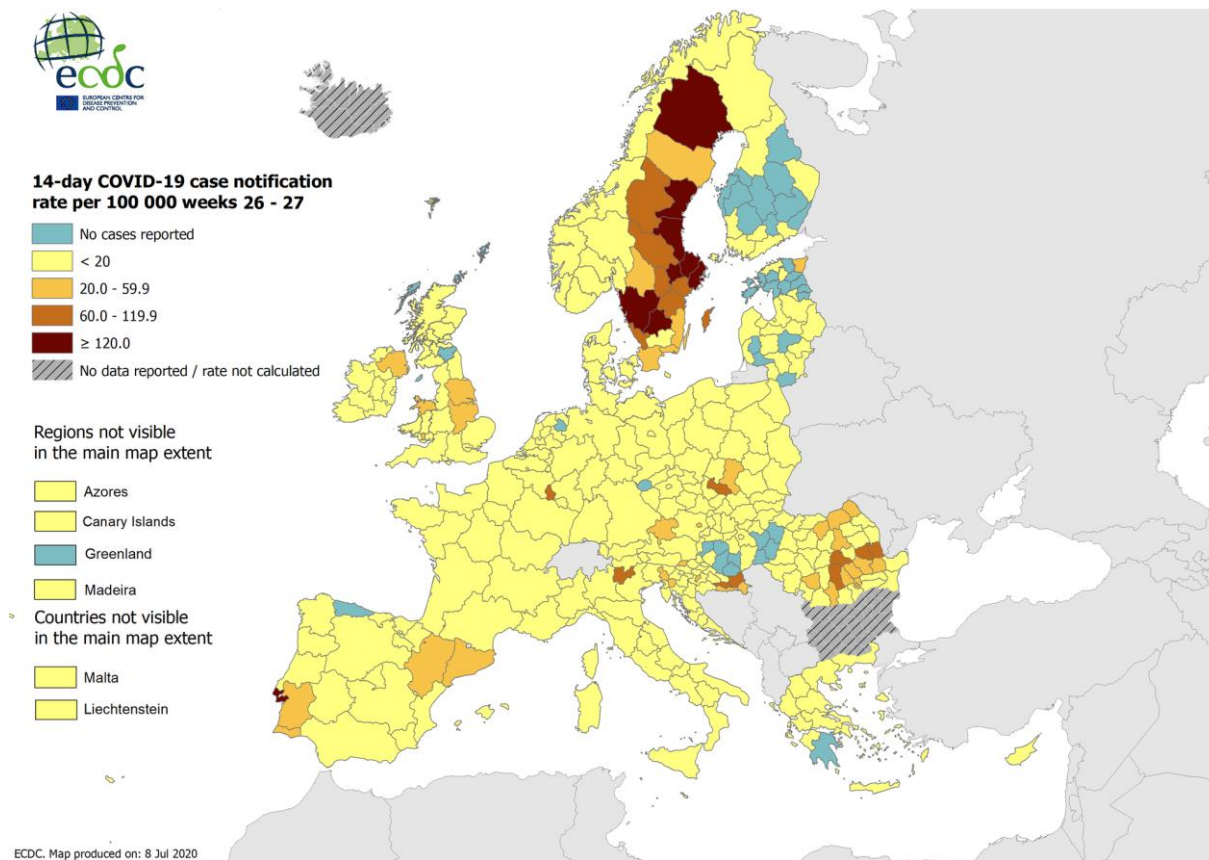 ecdc
EUROPEAN CENTRE FOR
DISEASE PREVENTION
AND CONTROL
14-day COVID-19 case notification
rate per 100 000 weeks 26 - 27
No cases reported
< 20
20.0 - 59.9
60.0 - 119.9
≥ 120.0
No data reported / rate not calculated
Regions not visible
in the main map extent
Azores
Canary Islands
Greenland
Madeira
Countries not visible
in the main map extent
Malta
Liechtenstein
ECDC. Map produced on: 8 Jul 2020